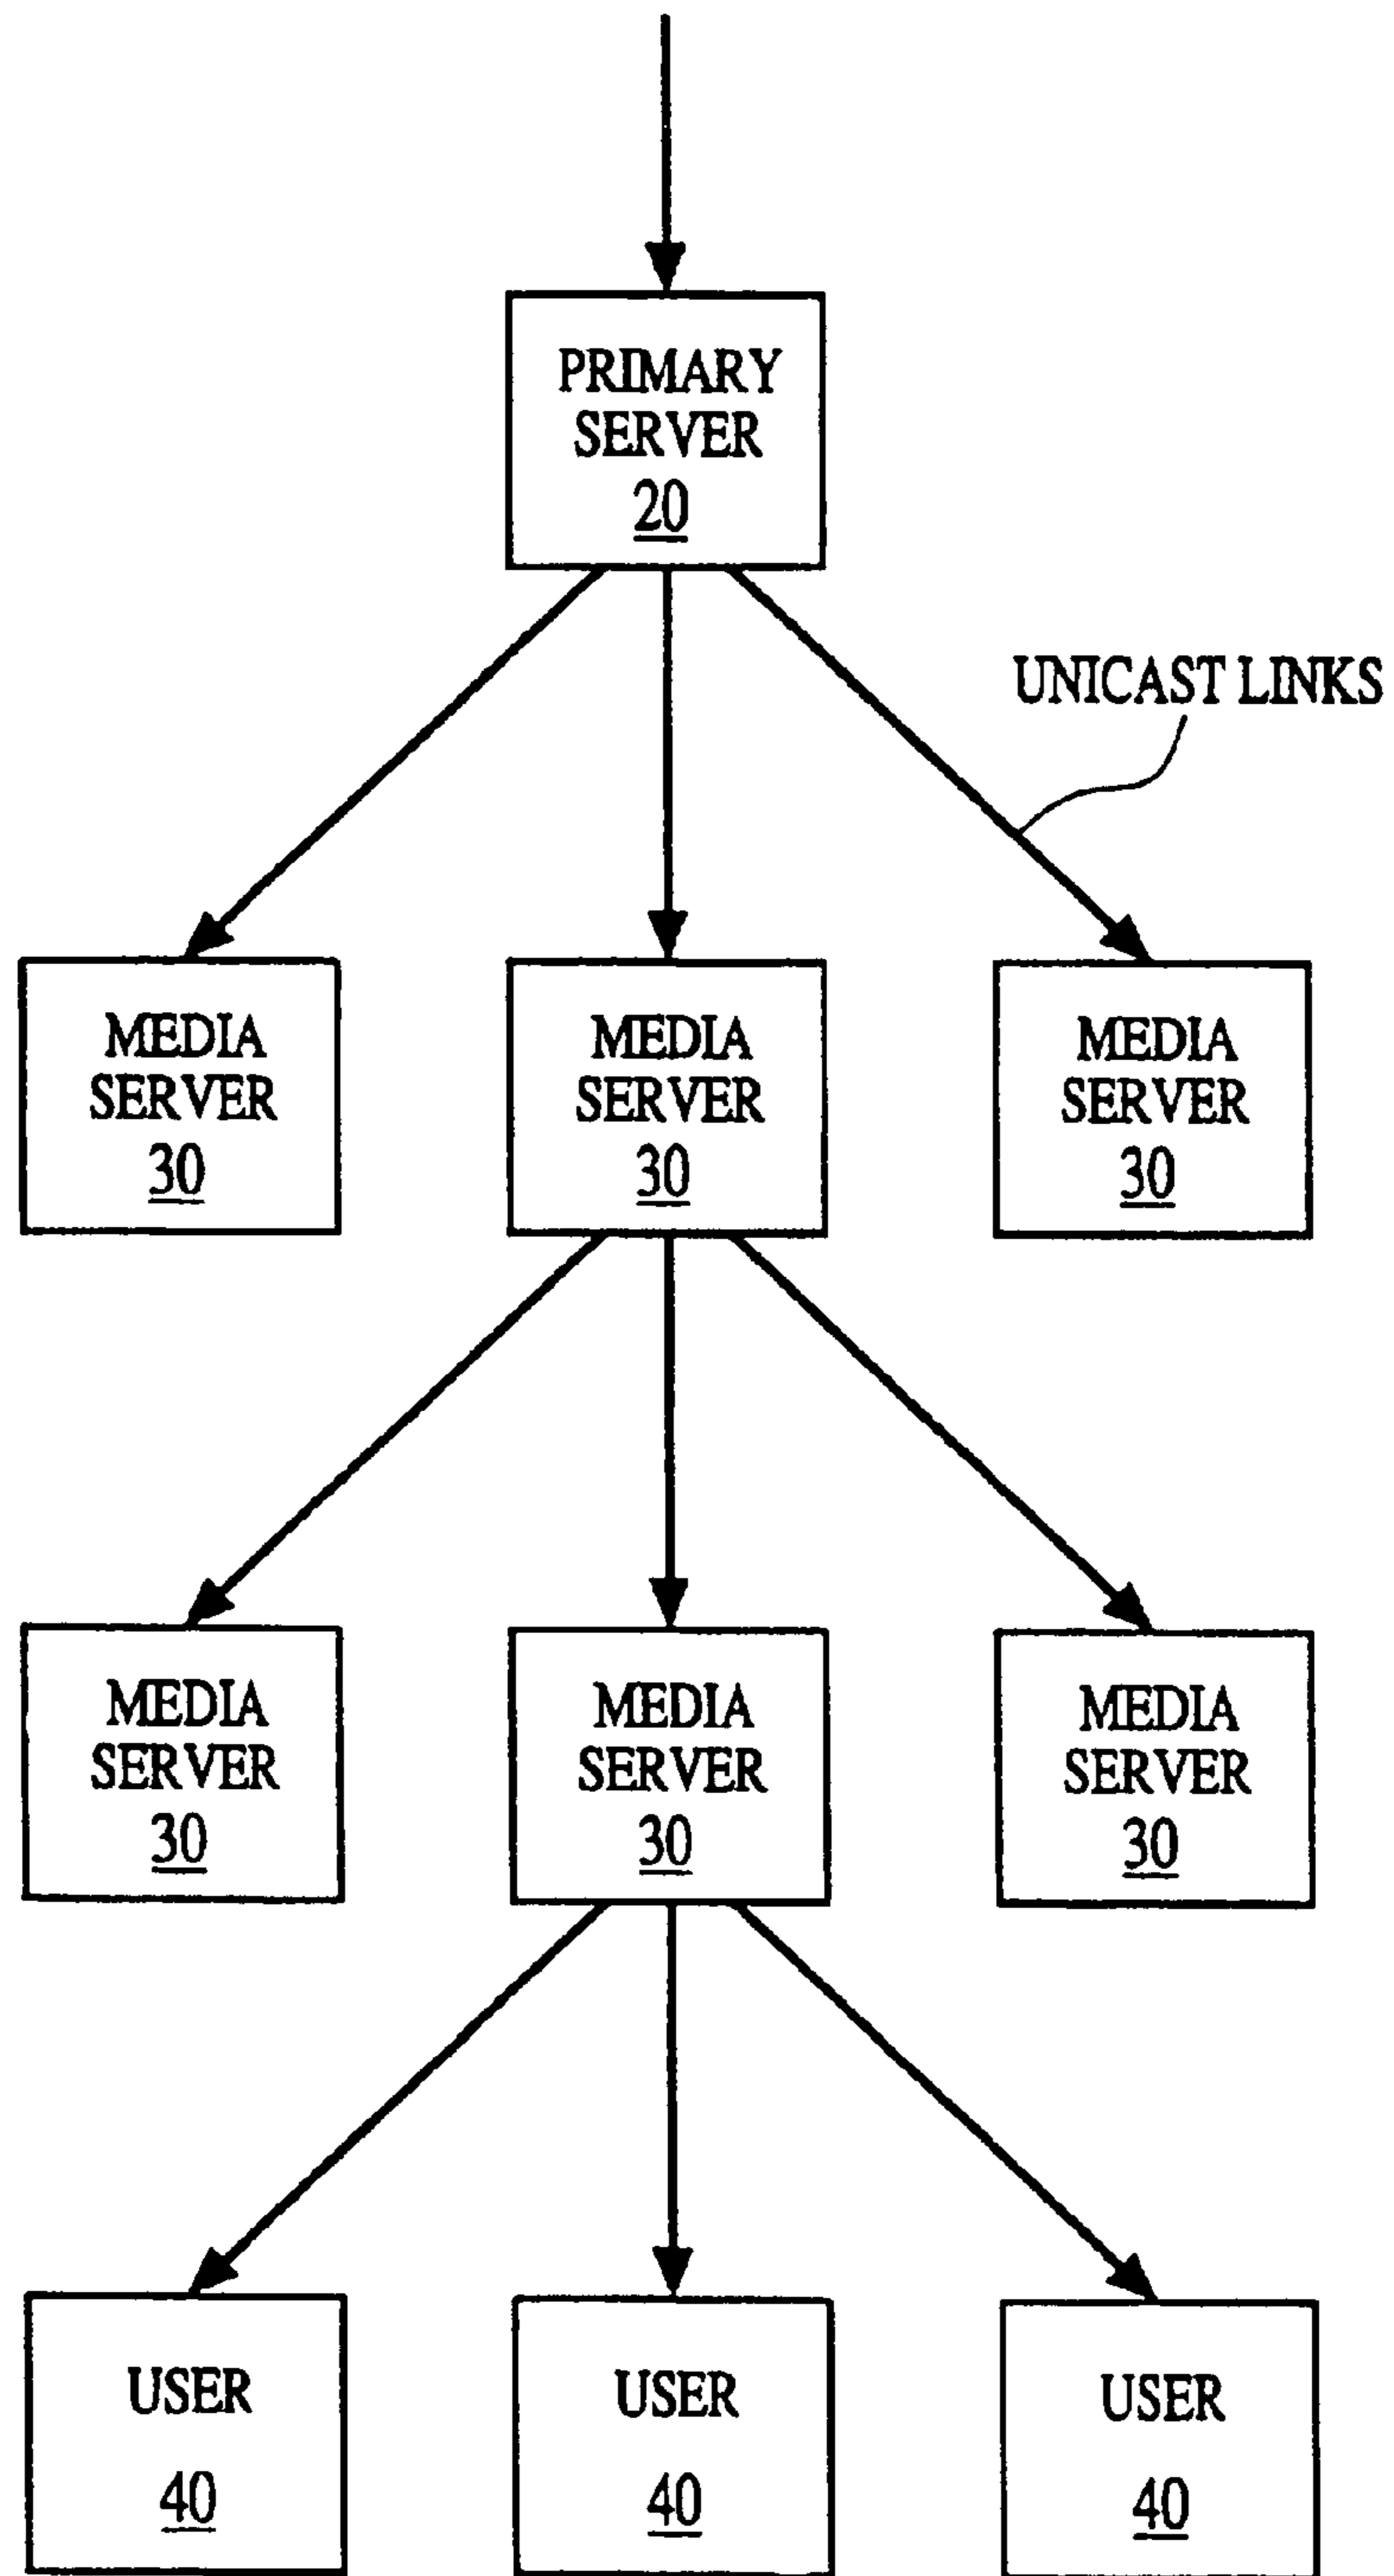 PRIMARY
SERVER
20
UNICAST LINKS
MEDIA
SERVER
30
MEDIA
SERVER
30
MEDIA
SERVER
30
MEDIA
SERVER
30
MEDIA
SERVER
30
MEDIA
SERVER
30
USER
40
USER
40
USER
40